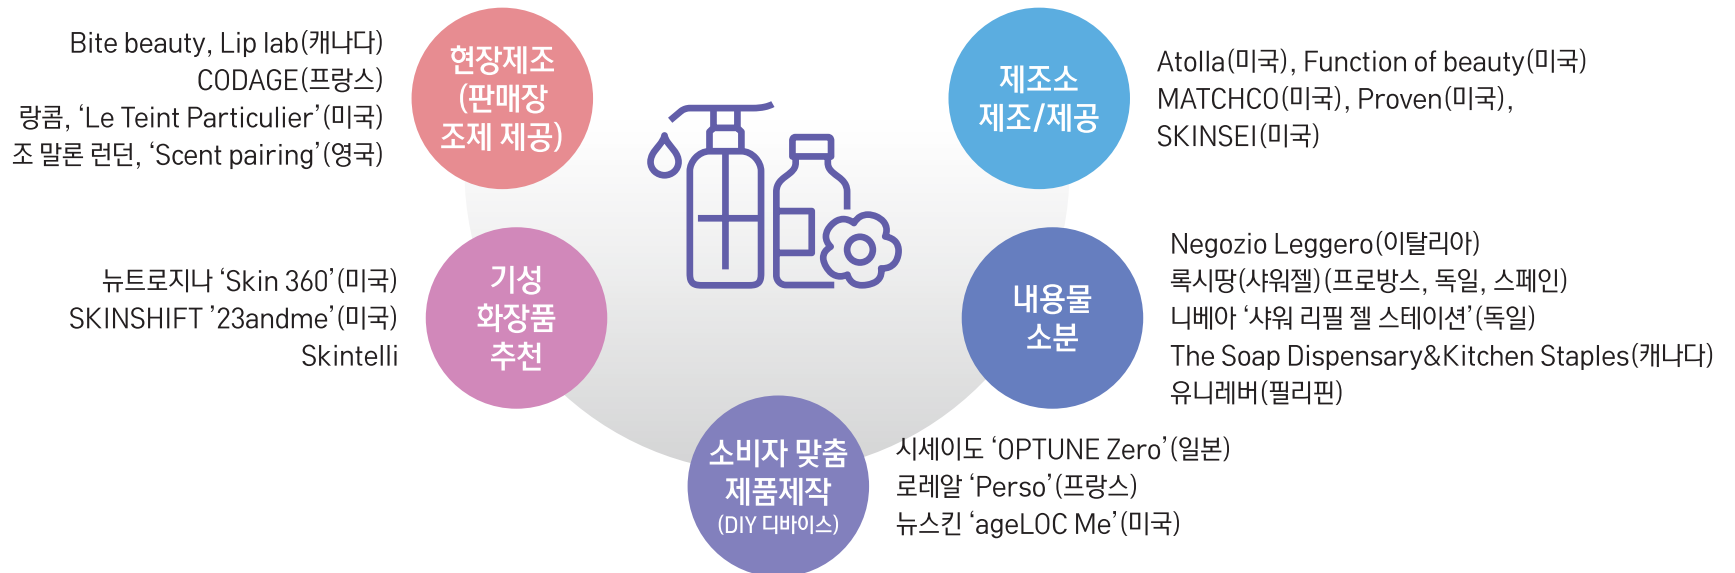 Bite beauty, Lip lab(캐나다)
CODAGE(프랑스)
랑콤, ‘Le Teint Particulier’(미국)
조 말론 런던, ‘Scent pairing’(영국)
현장제조
(판매장
조제 제공)
제조소
제조/제공
Atolla(미국), Function of beauty(미국)
MATCHCO(미국), Proven(미국),
SKINSEI(미국)
뉴트로지나 ‘Skin 360’(미국)
SKINSHIFT ’23andme’(미국)
Skintelli
기성
화장품
추천
내용물
소분
Negozio Leggero(이탈리아)
록시땅(샤워젤)(프로방스, 독일, 스페인)
니베아 ‘샤워 리필 젤 스테이션’(독일)
The Soap Dispensary&Kitchen Staples(캐나다)
유니레버(필리핀)
소비자 맞춤
제품제작
(DIY 디바이스)
시세이도 ‘OPTUNE Zero’(일본)
로레알 ‘Perso’(프랑스)
뉴스킨 ‘ageLOC Me’(미국)